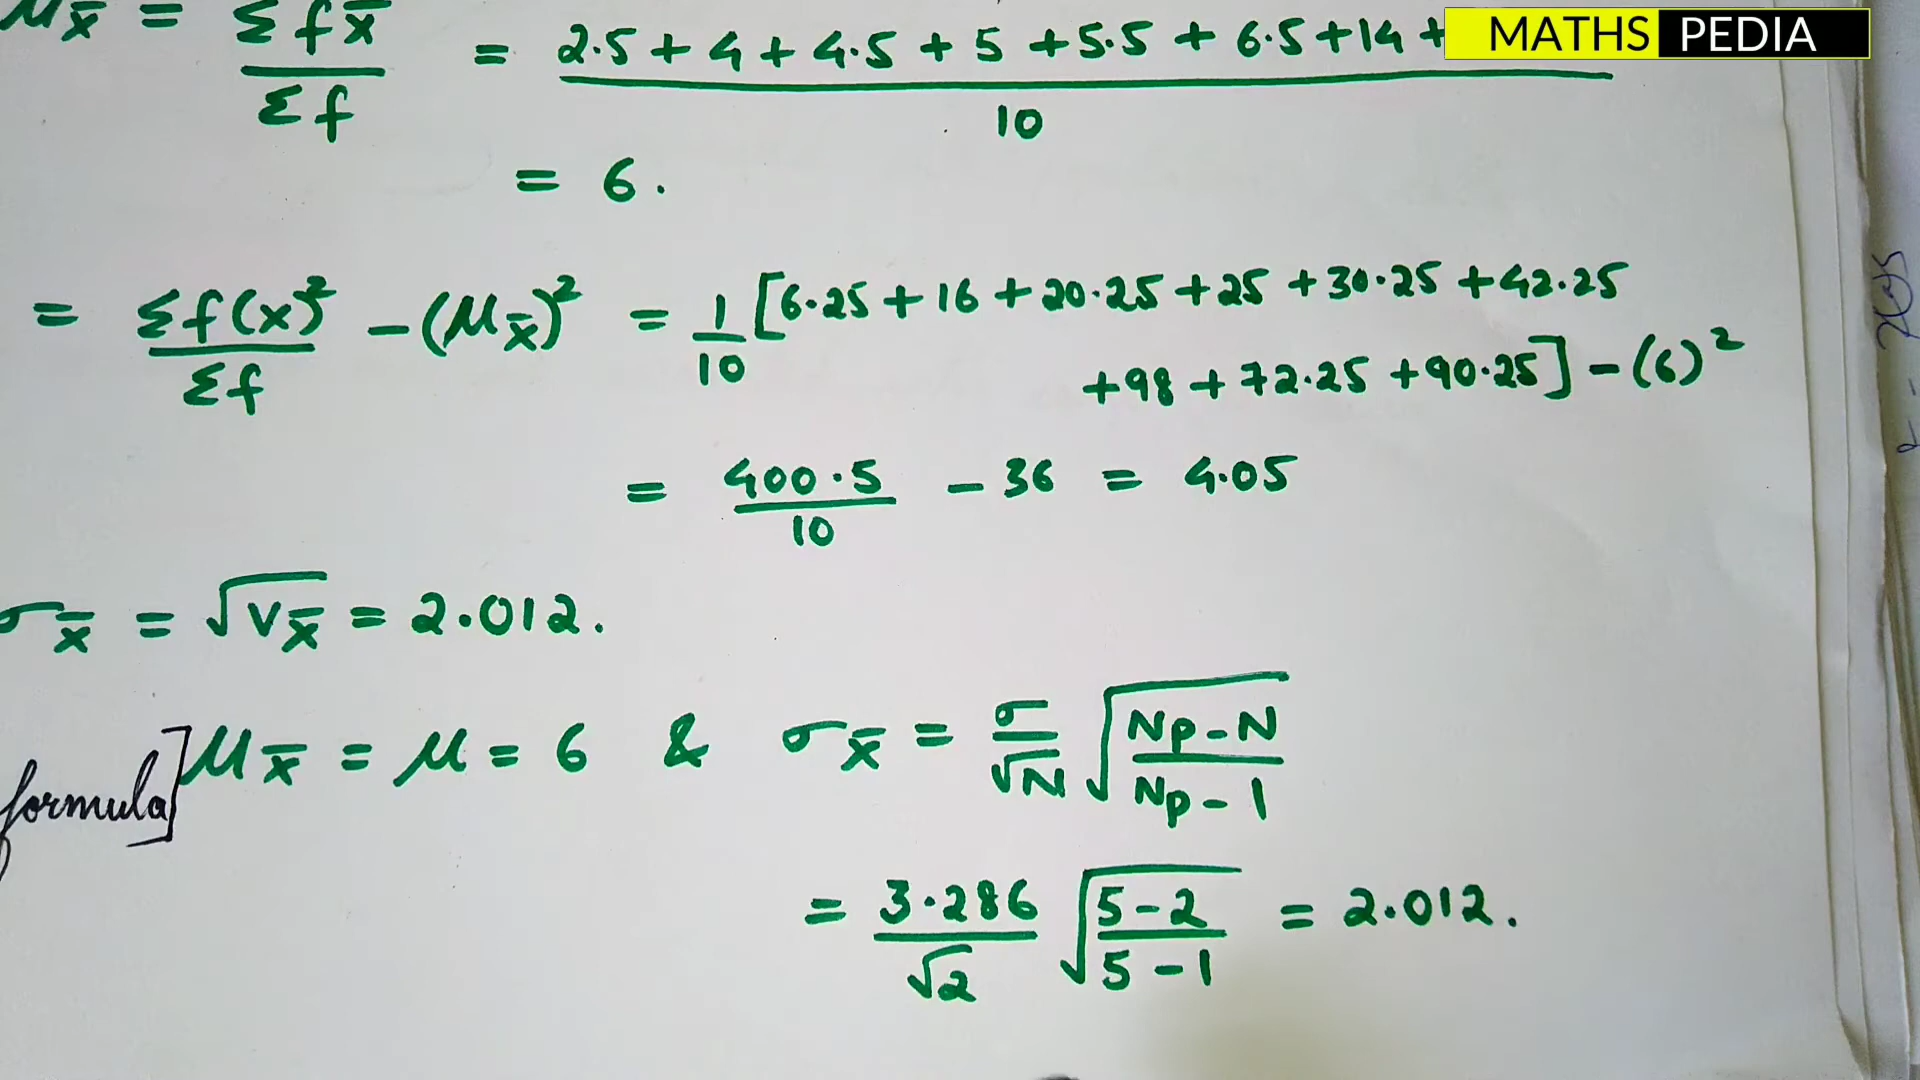 MATHS PEDIA
μx̄ = Σfx̄/Σf = (2.5 + 4 + 4.5 + 5 + 5.5 + 6.5 + 14 +)/10
= 6.
= Σf(x)²/Σf - (μx̄)² = 1/10 [6.25 + 16 + 20.25 + 25 + 30.25 + 42.25
+ 98 + 72.25 + 90.25] - (6)²
= 400.5/10 - 36 = 4.05
σx̄ = √Vx̄ = 2.012.
formula] μx̄ = μ = 6 & σx̄ = σ/√N √((Np - N)/(Np - 1))
= 3.286/√2 √((5 - 2)/(5 - 1)) = 2.012.